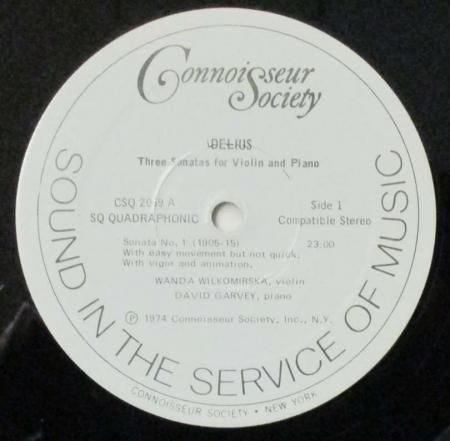 Connoisseur
Society
DELIUS
Three Sonatas for Violin and Piano
CSQ 2069 A
SQ QUADRAPHONIC
Side 1
Compatible Stereo
Sonata No. 1 (1905-15) 23:00
With easy movement but not quick;
With vigor and animation.
WANDA WILKOMIRSKA, violin
DAVID GARVEY, piano
Ⓟ 1974 Connoisseur Society, Inc., N.Y.
SOUND IN THE SERVICE OF MUSIC
CONNOISSEUR SOCIETY • NEW YORK